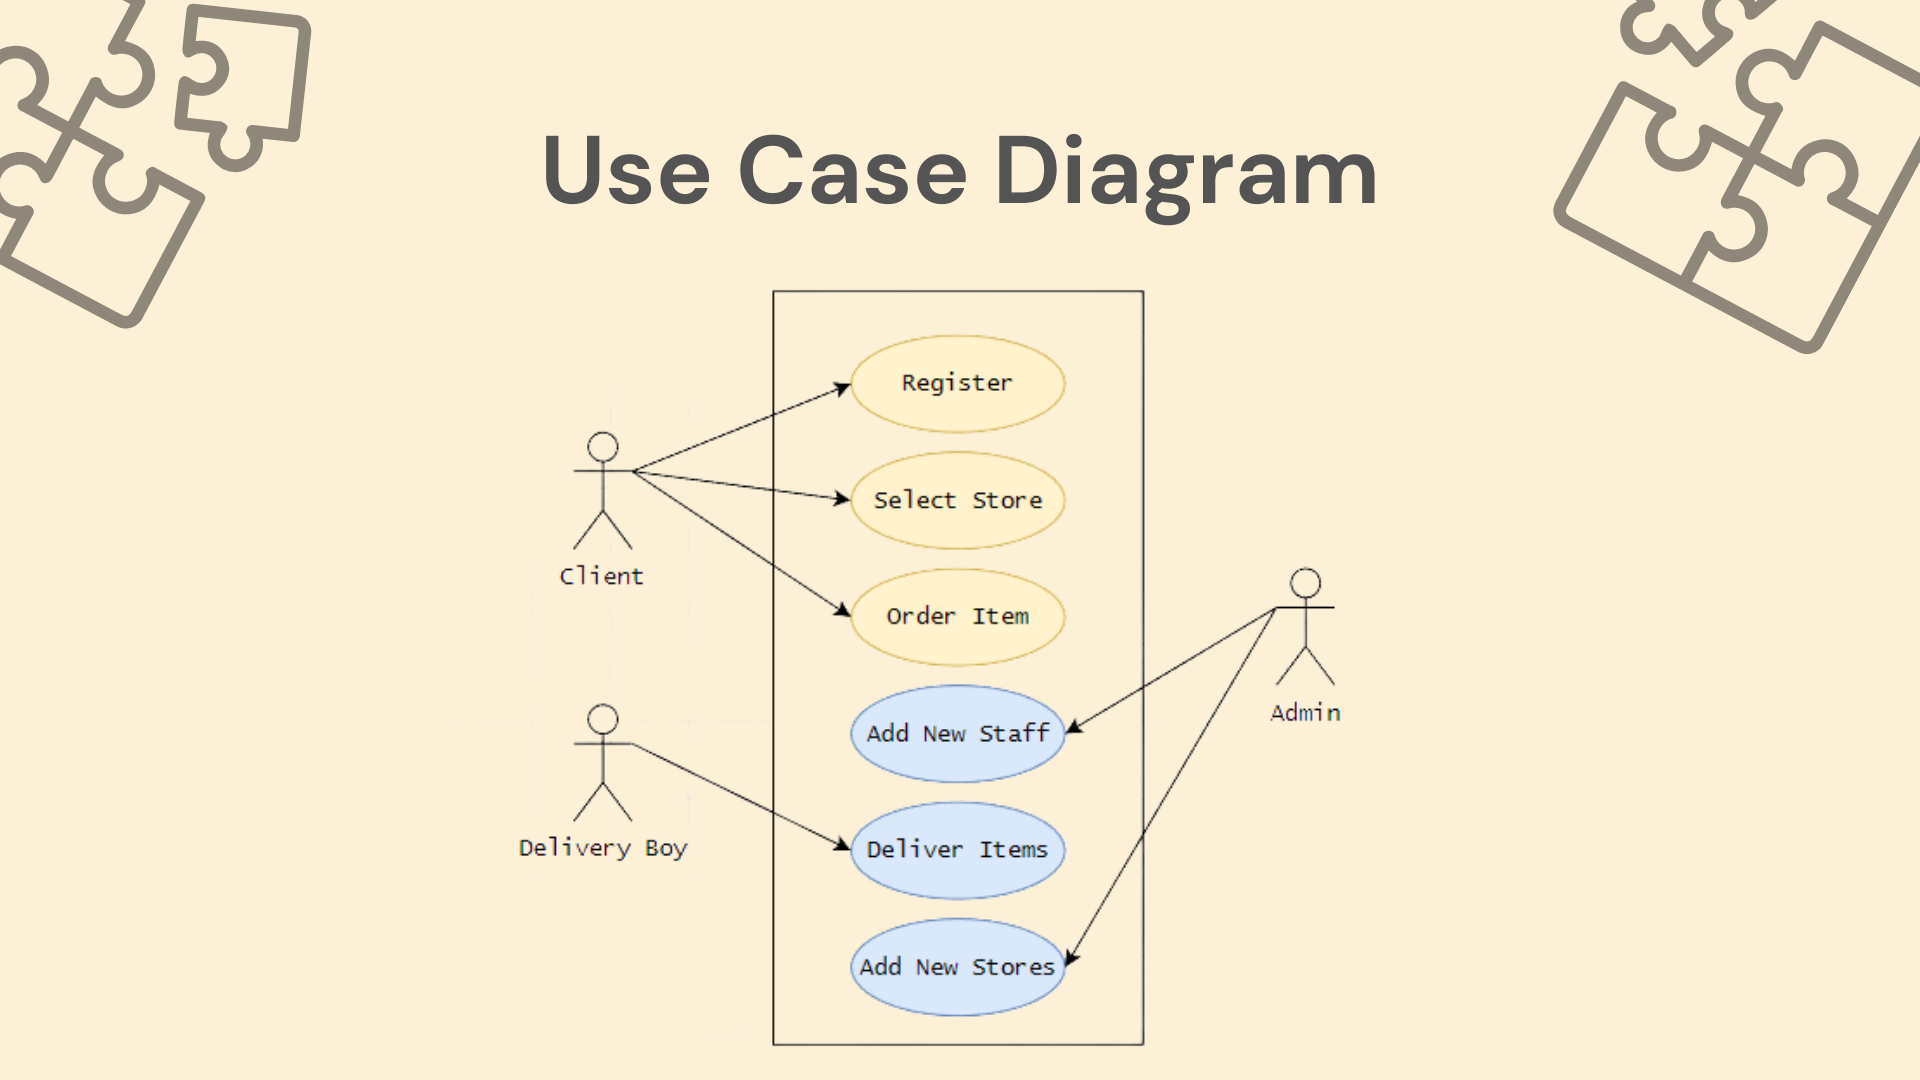 Use Case Diagram
Register
Select Store
Client
Order Item
Admin
Add New Staff
Delivery Boy
Deliver Items
Add New Stores